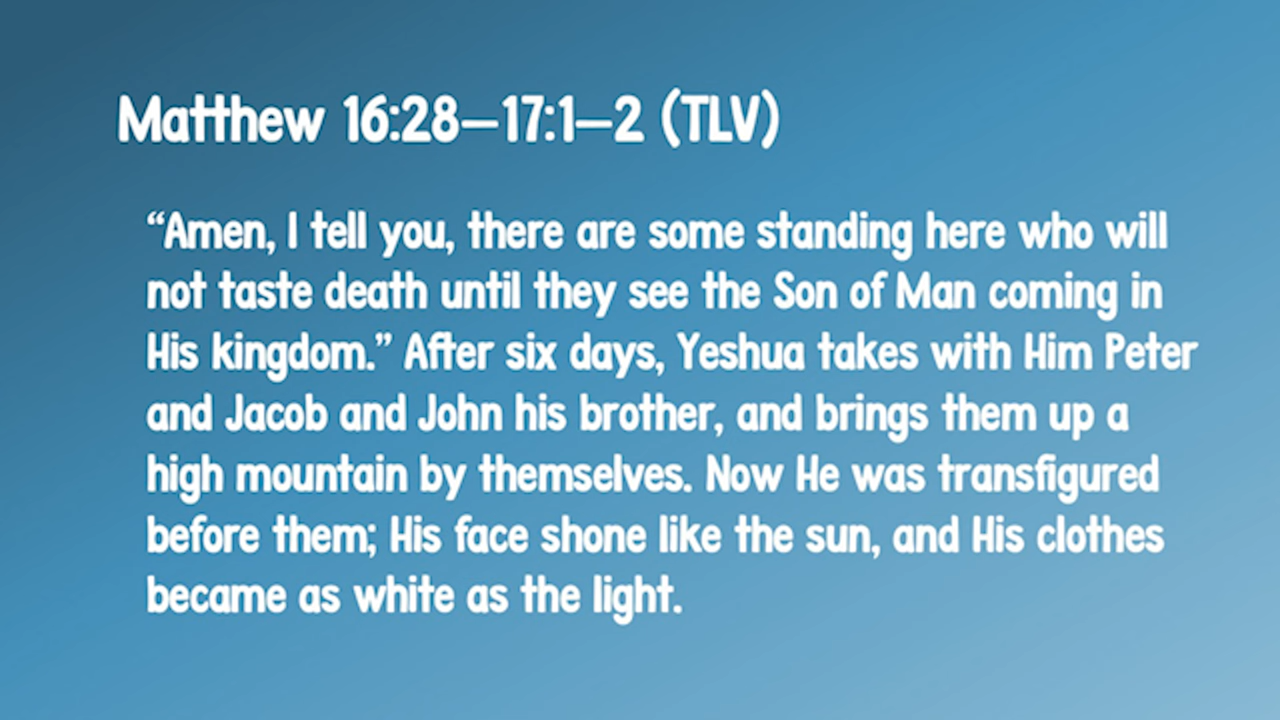 Matthew 16:28–17:1–2 (TLV)
“Amen, I tell you, there are some standing here who will
not taste death until they see the Son of Man coming in
His kingdom.” After six days, Yeshua takes with Him Peter
and Jacob and John his brother, and brings them up a
high mountain by themselves. Now He was transfigured
before them; His face shone like the sun, and His clothes
became as white as the light.